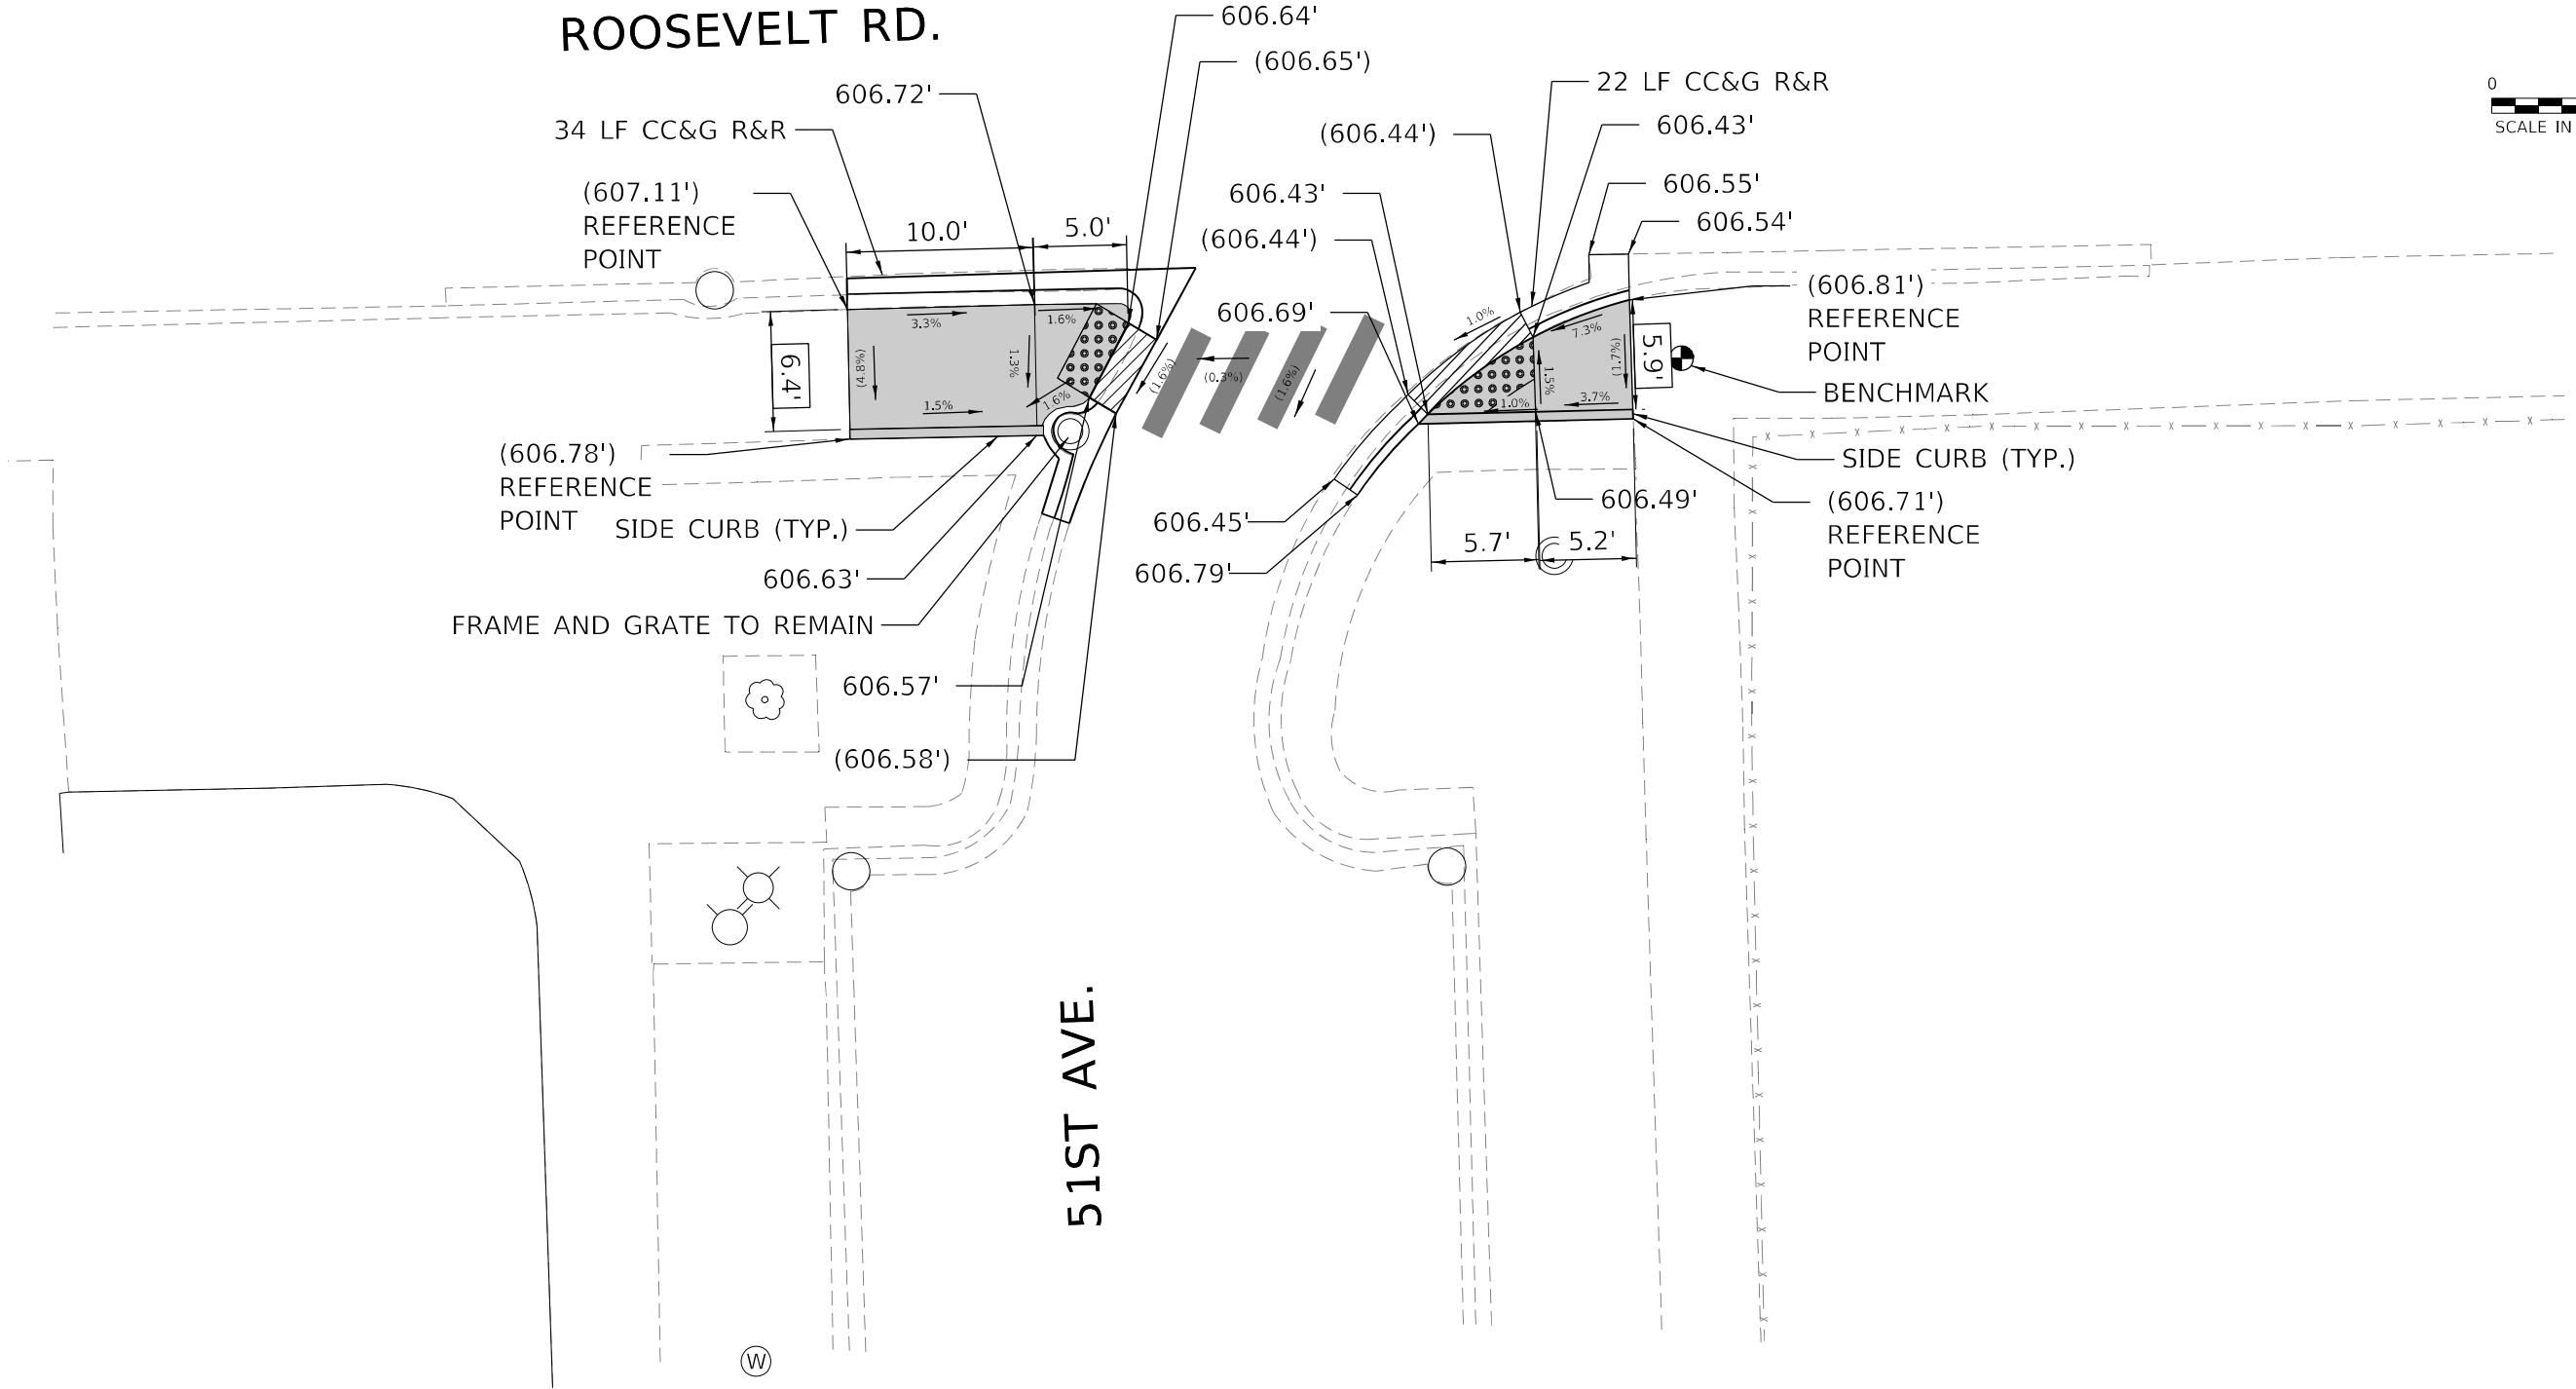 ROOSEVELT RD.
606.64'
(606.65')
606.72'
34 LF CC&G R&R
22 LF CC&G R&R
(606.44')
606.43'
0
SCALE IN
(607.11')
REFERENCE
POINT
606.43'
606.55'
(606.44')
606.54'
10.0'
5.0'
(606.81')
REFERENCE
POINT
606.69'
3.3%
1.6%
1.0%
7.3%
6.4'
(4.8%)
1.3%
(1.6%)
(0.3%)
(1.6%)
1.5%
(1.7%)
5.9'
BENCHMARK
1.5%
1.6%
1.0%
3.7%
(606.78')
REFERENCE
POINT
SIDE CURB (TYP.)
SIDE CURB (TYP.)
606.45'
606.49'
(606.71')
REFERENCE
POINT
5.7'
5.2'
606.63'
606.79'
FRAME AND GRATE TO REMAIN
606.57'
(606.58')
51ST AVE.
W